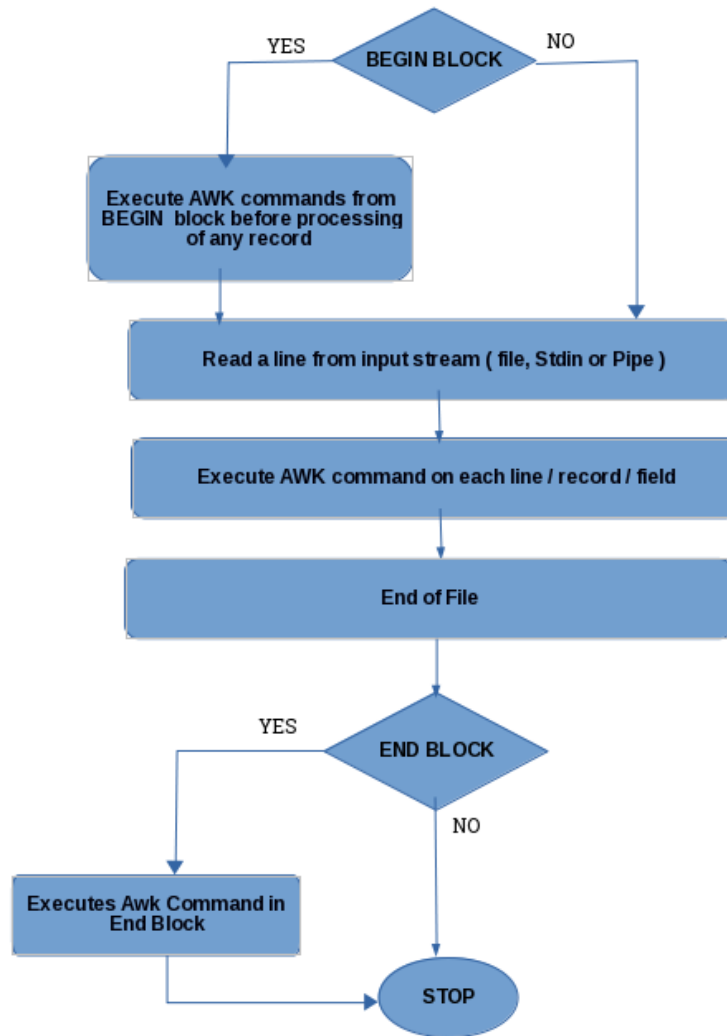 YES
NO
BEGIN BLOCK
Execute AWK commands from
BEGIN block before processing
of any record
Read a line from input stream ( file, Stdin or Pipe )
Execute AWK command on each line / record / field
End of File
YES
END BLOCK
NO
Executes Awk Command in
End Block
STOP